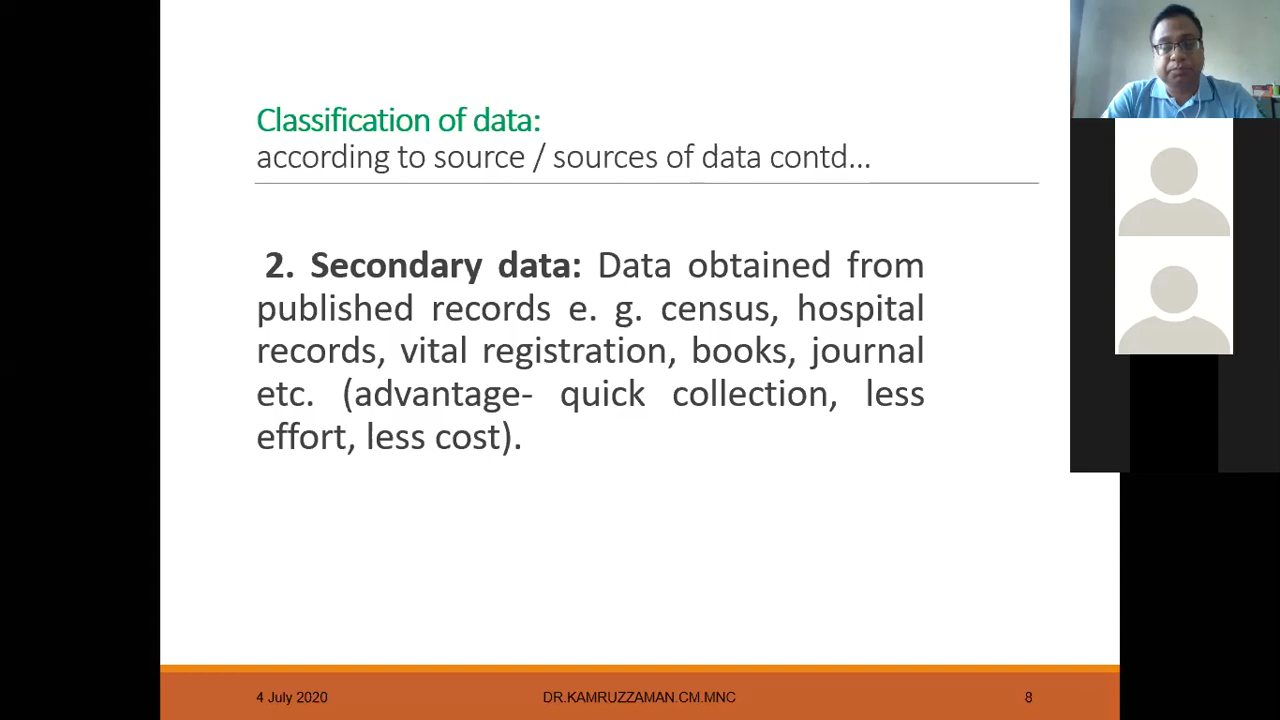 Classification of data:
according to source / sources of data contd...
2. Secondary data: Data obtained from
published records e. g. census, hospital
records, vital registration, books, journal
etc. (advantage- quick collection, less
effort, less cost).
4 July 2020
DR.KAMRUZZAMAN.CM.MNC
8